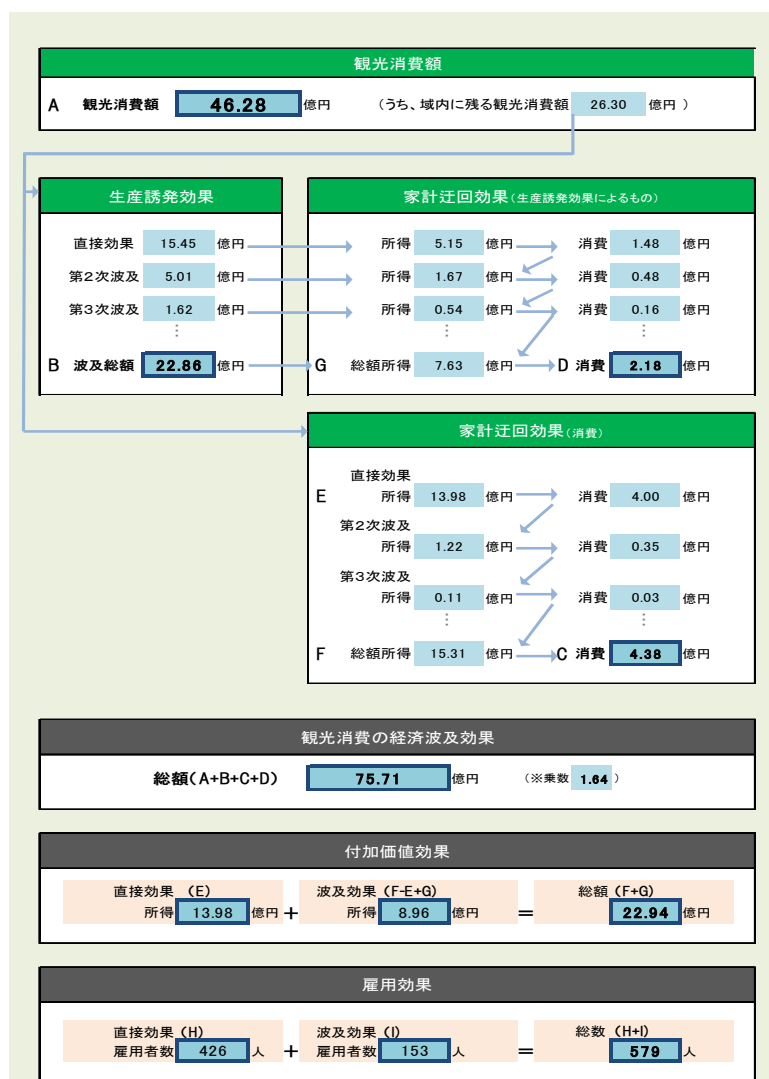 観光消費額
A 観光消費額 46.28 億円 （うち、域内に残る観光消費額 26.30 億円 ）
生産誘発効果
直接効果 15.45 億円
第2次波及 5.01 億円
第3次波及 1.62 億円
⋮
B 波及総額 22.86 億円
家計迂回効果（生産誘発効果によるもの）
所得 5.15 億円 消費 1.48 億円
所得 1.67 億円 消費 0.48 億円
所得 0.54 億円 消費 0.16 億円
⋮ ⋮
G 総額所得 7.63 億円 D 消費 2.18 億円
家計迂回効果（消費）
直接効果
E 所得 13.98 億円 消費 4.00 億円
第2次波及
所得 1.22 億円 消費 0.35 億円
第3次波及
所得 0.11 億円 消費 0.03 億円
⋮ ⋮
F 総額所得 15.31 億円 C 消費 4.38 億円
観光消費の経済波及効果
総額（A+B+C+D） 75.71 億円 （※乗数 1.64 ）
付加価値効果
直接効果 （E） 波及効果（F-E+G） 総額（F+G）
所得 13.98 億円 + 所得 8.96 億円 = 22.94 億円
雇用効果
直接効果（H） 波及効果（I） 総数 （H+I）
雇用者数 426 人 + 雇用者数 153 人 = 579 人